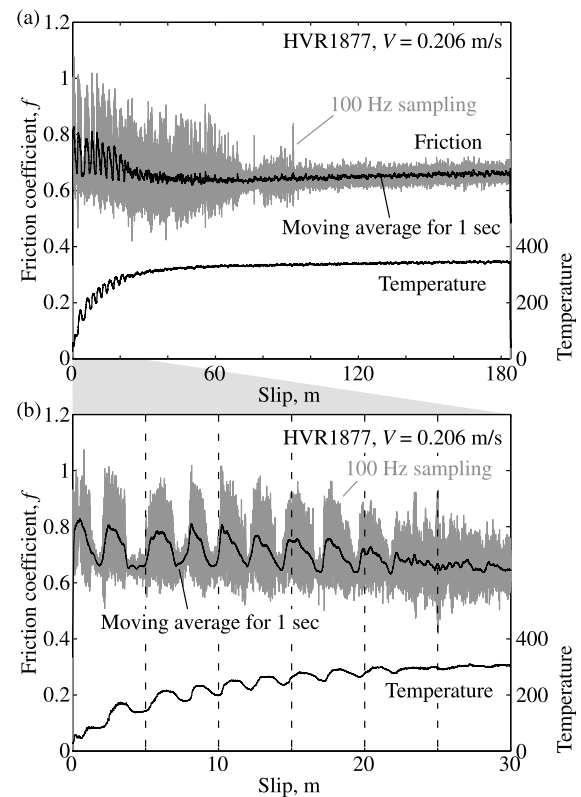 (a)
1.2
HVR1877, V = 0.206 m/s
1
100 Hz sampling
0.8
Friction
0.6
Moving average for 1 sec
0.4
400
Temperature
0.2
200
0
0
Friction coefficient, f
Temperature
0
60
120
180
Slip, m
(b)
1.2
HVR1877, V = 0.206 m/s
100 Hz sampling
1
0.8
0.6
Moving average for 1 sec
0.4
400
Temperature
0.2
200
0
0
Friction coefficient, f
Temperature
0
10
20
30
Slip, m